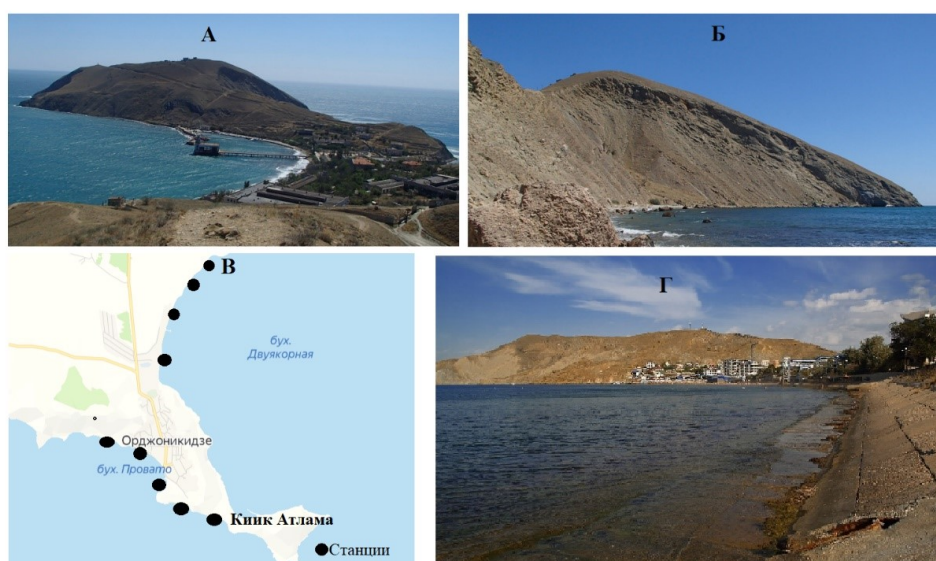 А
Б
В
бух.
Двуякорная
Орджоникидзе
бух. Провато
Киик Атлама
Станции
Г